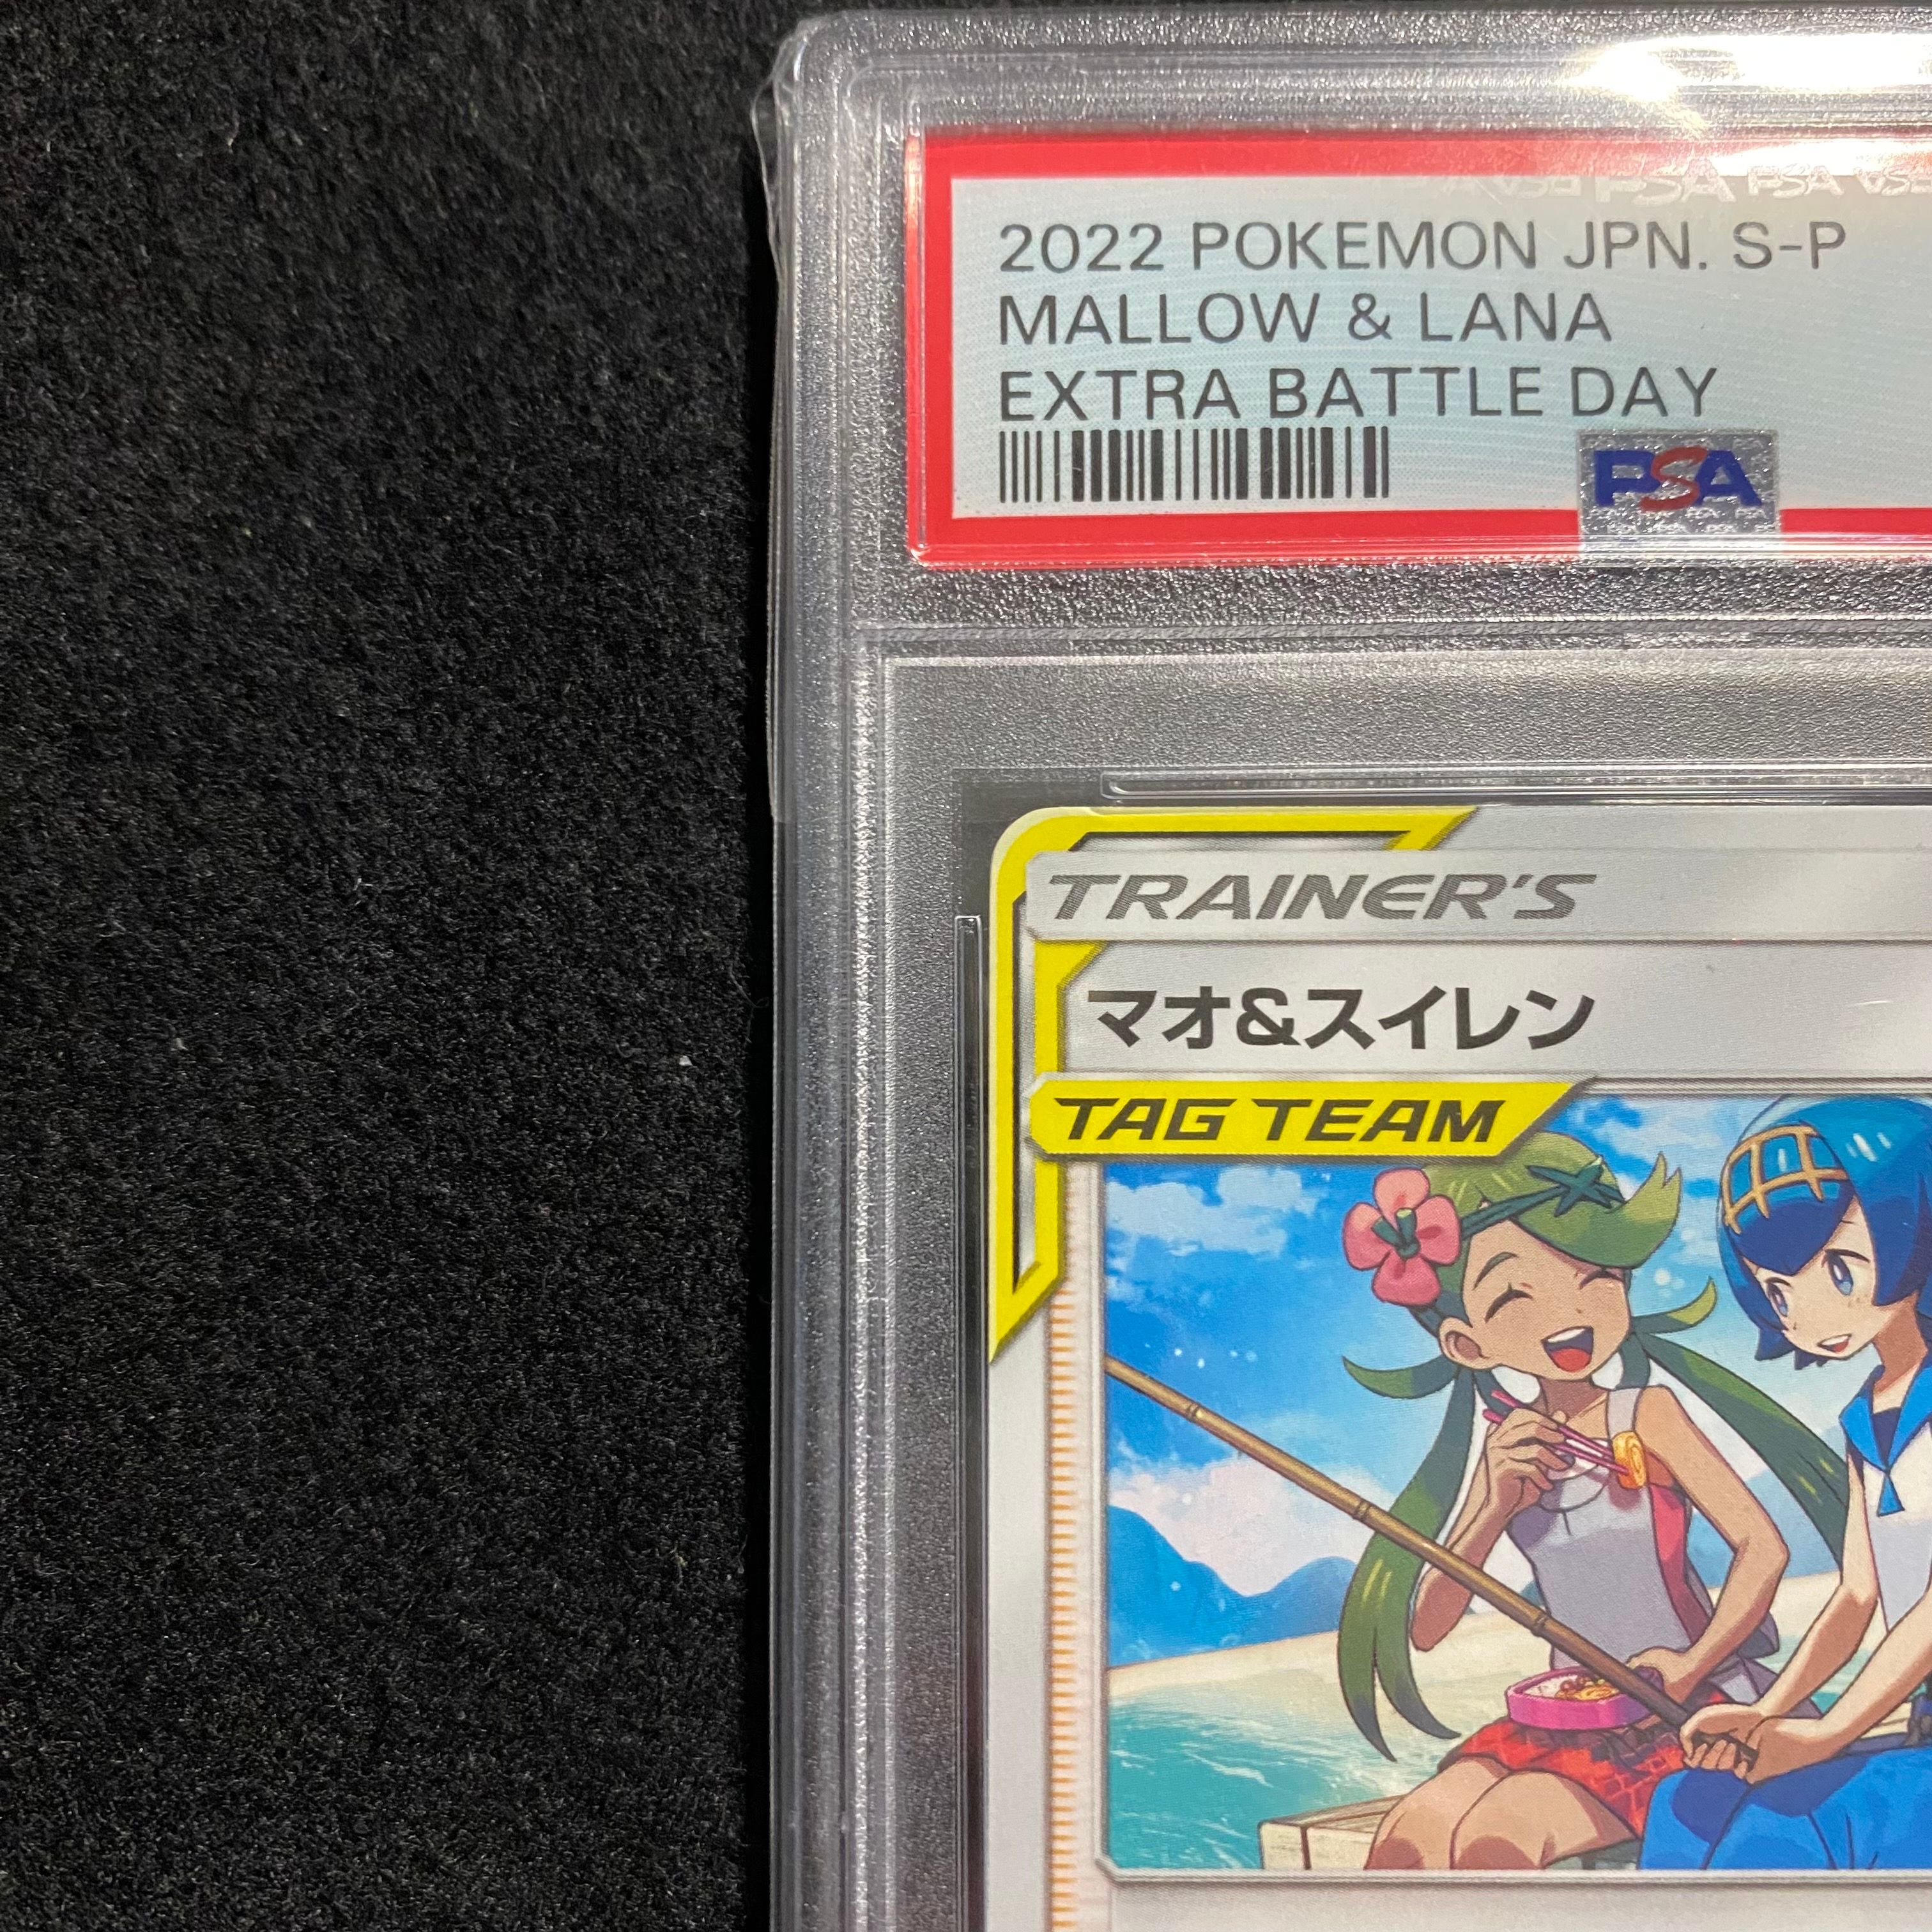 2022 POKEMON JPN. S-P
MALLOW & LANA
EXTRA BATTLE DAY
PSA
TRAINER'S
マオ&スイレン
TAG TEAM